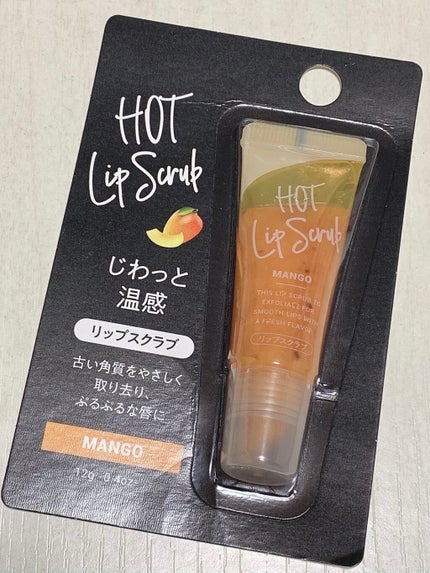 HOT
Lip Scrub
じわっと
温感
リップスクラブ
古い角質をやさしく
取り去り、
ぷるぷるな唇に
MANGO
12g·0.4oz
HOT
Lip Scrub
MANGO
THIS LIP SCRUB TO
EXFOLIATE FOR
SMOOTH LIPS WITH
A FRESH FLAVOR
リップスクラブ